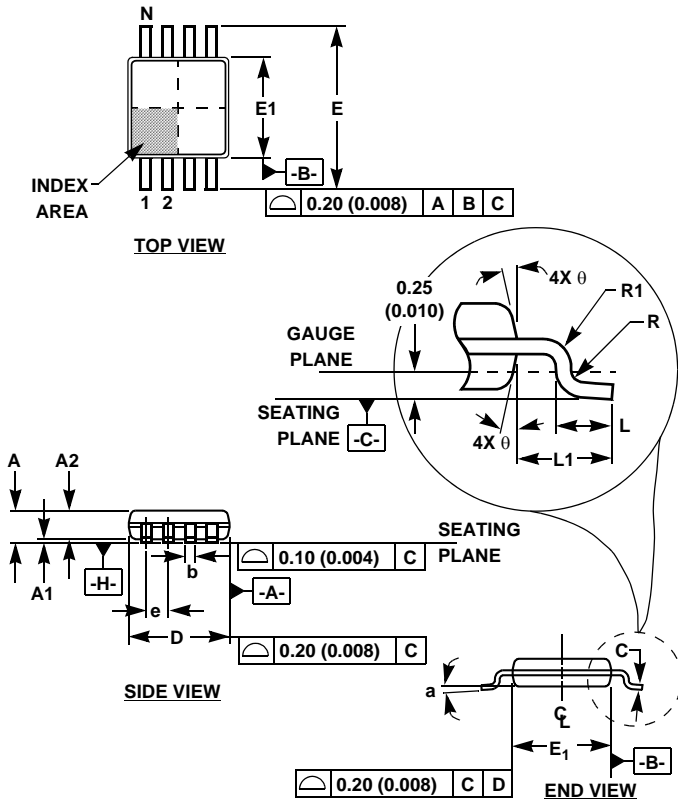 N
E1
E
-B-
INDEX
AREA
1 2
0.20 (0.008) A B C
TOP VIEW
0.25
(0.010)
4X θ
R1
R
GAUGE
PLANE
SEATING
PLANE
-C-
4X θ
L
L1
A
A2
SEATING
PLANE
A1
-H-
b
0.10 (0.004) C
-A-
e
D
0.20 (0.008) C
SIDE VIEW
C
a
CL
E1
-B-
0.20 (0.008) C D
END VIEW